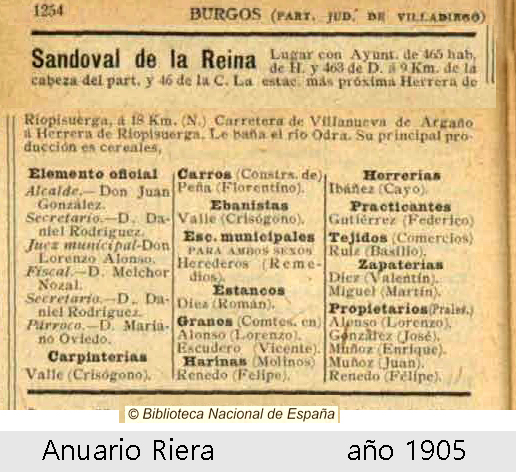 1254
BURGOS (PART. JUD. DE VILLADIEGO)
Sandoval de la Reina Lugar con Ayunt. de 465 hab.
de H. y 463 de D. á 9 Km. de la
cabeza del part. y 46 de la C. La estac. más próxima Herrera de
Riopisuerga, á 18 Km. (N.) Carretera de Villanueva de Argaño
á Herrera de Riopisuerga. Le baña el río Odra. Su principal pro-
ducción es cereales,
Elemento oficial
Alcalde.—Don Juan
González.
Secretario.—D. Da-
niel Rodríguez.
Juez municipal-Don
Lorenzo Alonso.
Fiscal.—D. Melchor
Nozal.
Secretario.—D. Da-
niel Rodríguez.
Párroco.—D. Maria-
no Oviedo.
Carpinterías
Valle (Crisógono).
Carros (Constrs. de)
Peña (Florentino).
Ebanistas
Valle (Crisógono).
Esc. municipales
PARA AMBOS SEXOS
Herederos (Reme-
dios).
Estancos
Díez (Román).
Granos (Comtes. en)
Alonso (Lorenzo).
Escudero (Vicente).
Harinas (Molinos)
Renedo (Felipe).
Herrerías
Ibáñez (Cayo).
Practicantes
Gutiérrez (Federico)
Tejidos (Comercios)
Ruiz (Basilio).
Zapaterías
Díez (Valentín).
Miguel (Martín).
Propietarios (Prales.)
Alonso (Lorenzo).
González (José).
Muñoz (Enrique).
Muñoz (Juan).
Renedo (Félipe).
© Biblioteca Nacional de España
Anuario Riera año 1905